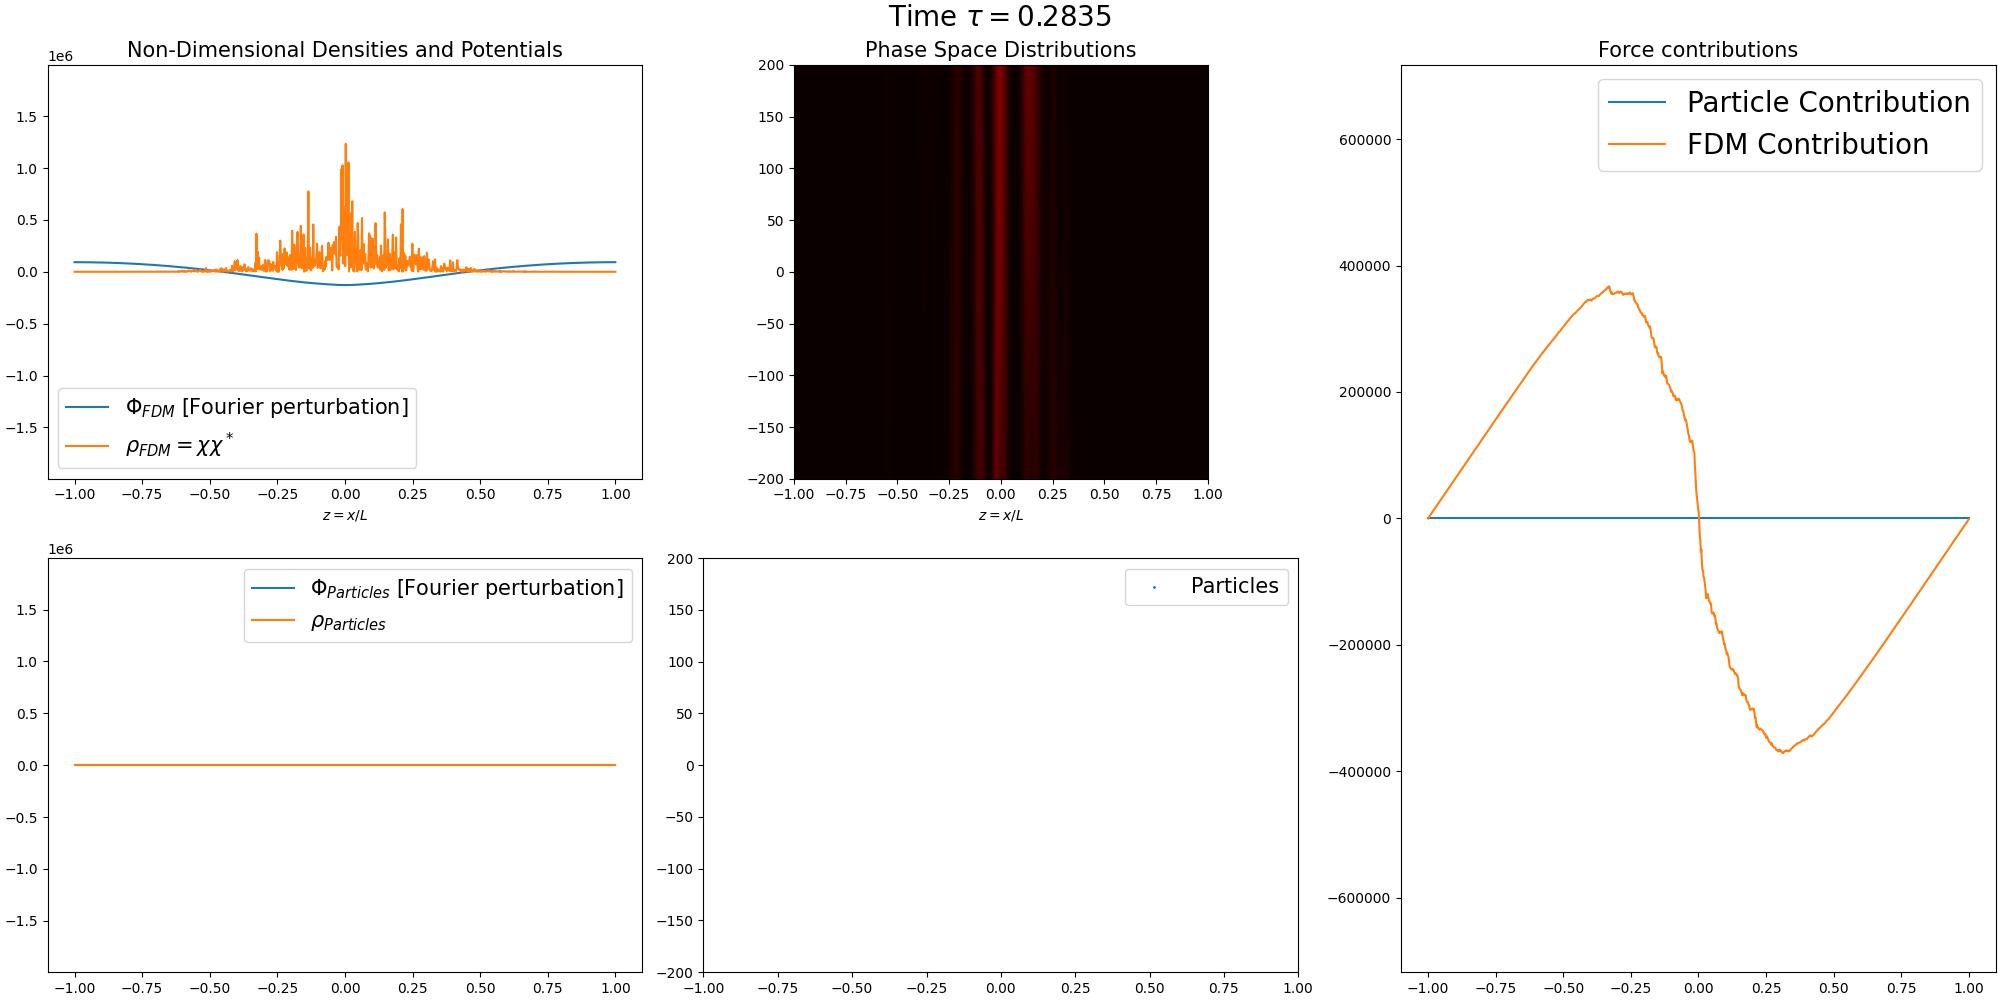 Time τ = 0.2835
Non-Dimensional Densities and Potentials
1e6
1.5
1.0
0.5
0.0
−0.5
−1.0
−1.5
Φ_FDM [Fourier perturbation]
ρ_FDM = χχ*
−1.00 −0.75 −0.50 −0.25 0.00 0.25 0.50 0.75 1.00
z = x/L
Phase Space Distributions
200
150
100
50
0
−50
−100
−150
−200
−1.00 −0.75 −0.50 −0.25 0.00 0.25 0.50 0.75 1.00
z = x/L
Force contributions
Particle Contribution
FDM Contribution
600000
400000
200000
0
−200000
−400000
−600000
−1.00 −0.75 −0.50 −0.25 0.00 0.25 0.50 0.75 1.00
1e6
Φ_Particles [Fourier perturbation]
ρ_Particles
1.5
1.0
0.5
0.0
−0.5
−1.0
−1.5
−1.00 −0.75 −0.50 −0.25 0.00 0.25 0.50 0.75 1.00
Particles
200
150
100
50
0
−50
−100
−150
−200
−1.00 −0.75 −0.50 −0.25 0.00 0.25 0.50 0.75 1.00